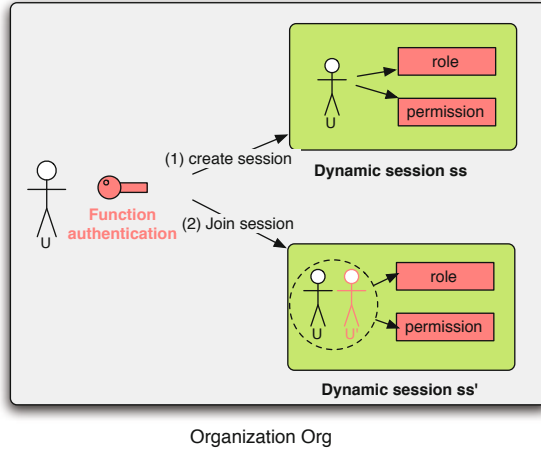 role
permission
U
(1) create session
Dynamic session ss
U
Function
authentication
(2) Join session
role
permission
U U'
Dynamic session ss'
Organization Org